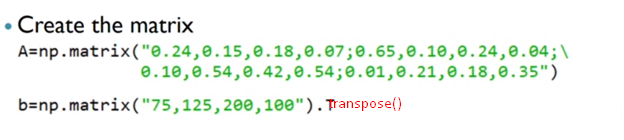 • Create the matrix
A=np.matrix("0.24,0.15,0.18,0.07;0.65,0.10,0.24,0.04;\
0.10,0.54,0.42,0.54;0.01,0.21,0.18,0.35")
b=np.matrix("75,125,200,100").Transpose()